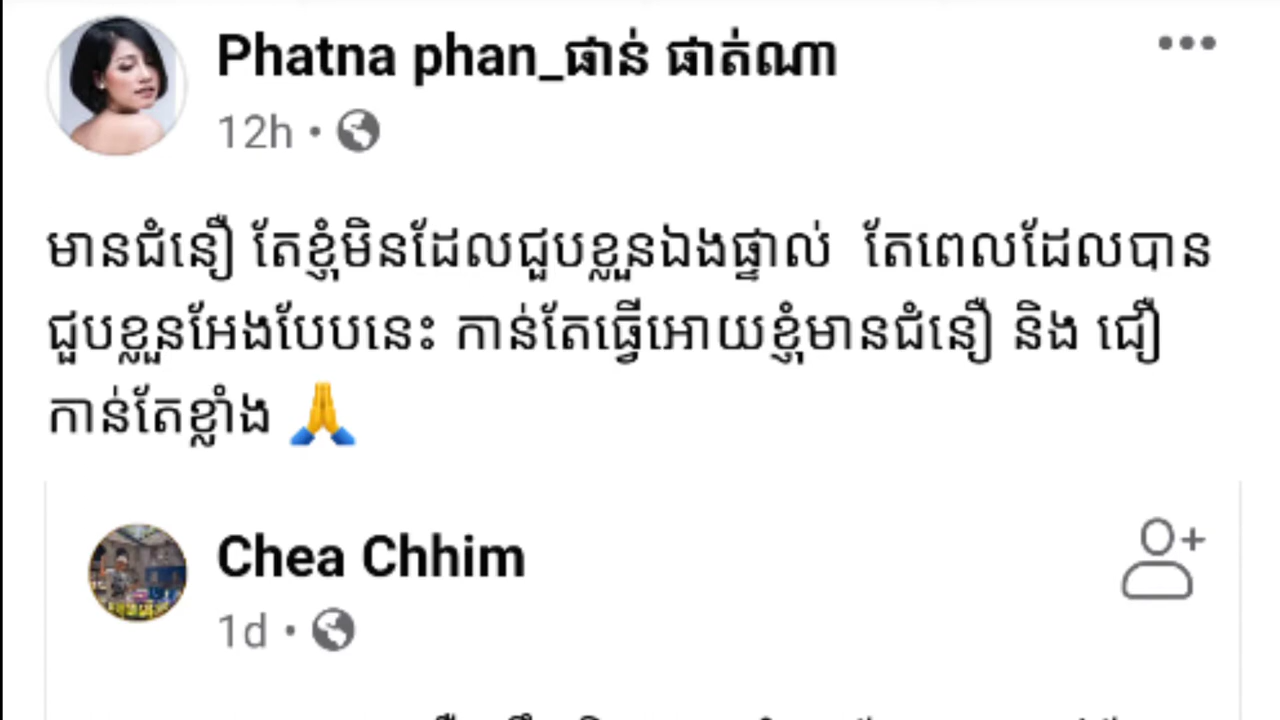 Phatna phan_ផាន់ ផាត់ណា
12h
មានជំនឿ តែខ្ញុំមិនដែលជួបខ្លួនឯងផ្ទាល់ តែពេលដែលបាន
ជួបខ្លួនអែងបែបនេះ កាន់តែធ្វើអោយខ្ញុំមានជំនឿ និង ជឿ
កាន់តែខ្លាំង 🙏
Chea Chhim
1d